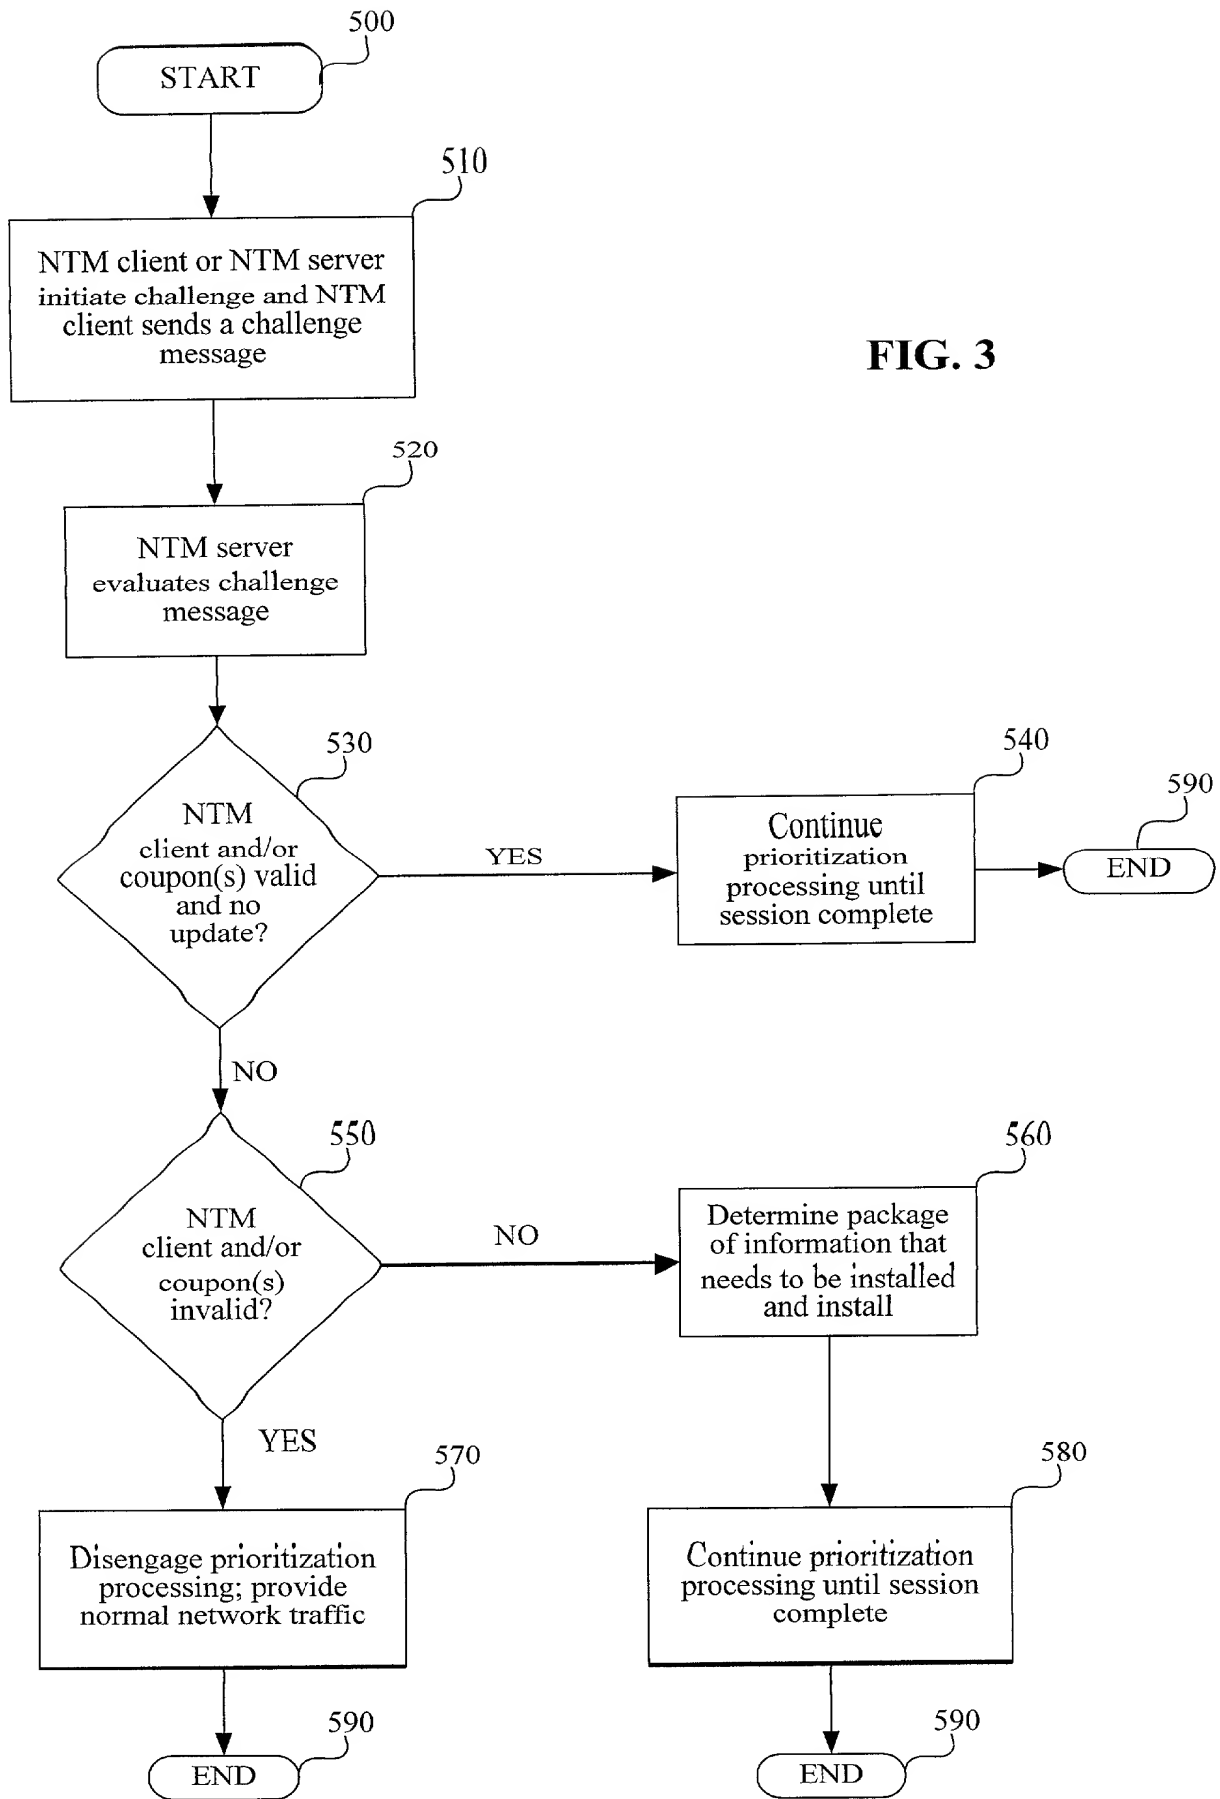 500
START
510
NTM client or NTM server
initiate challenge and NTM
client sends a challenge
message
FIG. 3
520
NTM server
evaluates challenge
message
530
NTM
client and/or
coupon(s) valid
and no
update?
YES
540
Continue
prioritization
processing until
session complete
590
END
NO
550
NTM
client and/or
coupon(s)
invalid?
NO
560
Determine package
of information that
needs to be installed
and install
YES
570
Disengage prioritization
processing; provide
normal network traffic
580
Continue prioritization
processing until session
complete
590
END
590
END